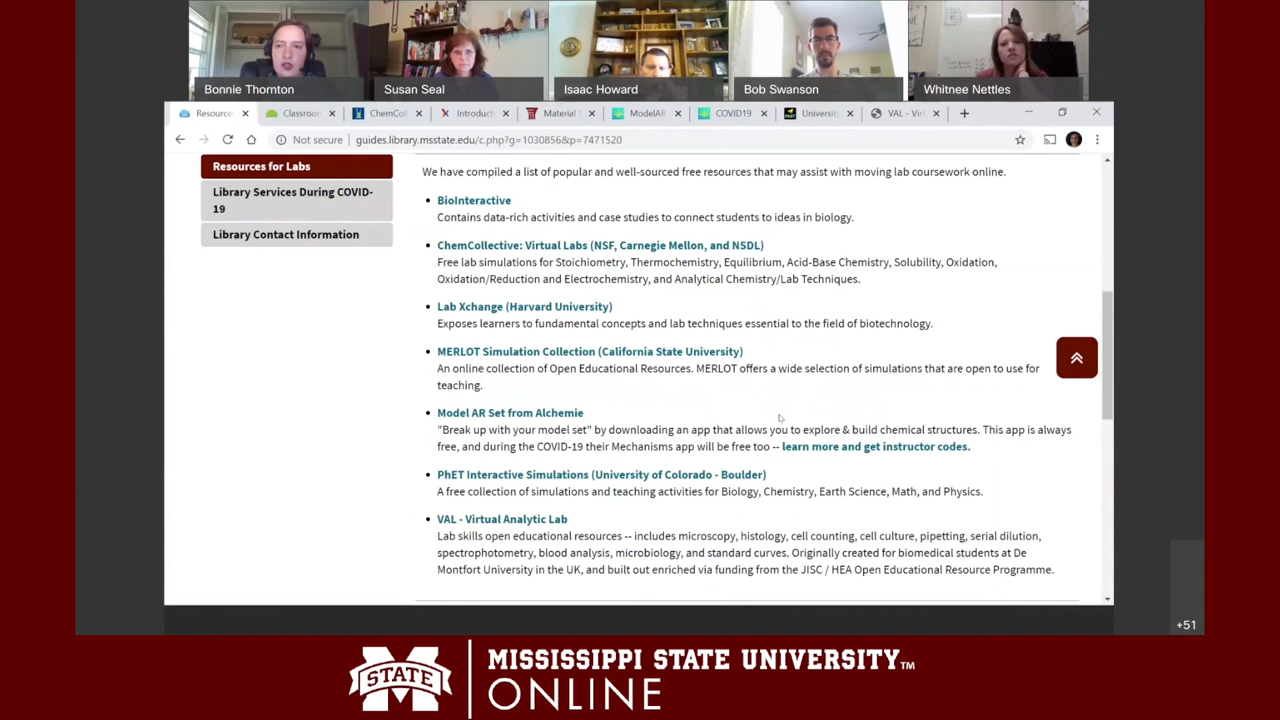 Bonnie Thornton
Susan Seal
Isaac Howard
Bob Swanson
Whitnee Nettles
Resource
Classroom
ChemCol
Introduct
Material
ModelAR
COVID19
University
VAL - Virt
Not secure
guides.library.msstate.edu/c.php?g=1030856&p=7471520
Resources for Labs
Library Services During COVID-
19
Library Contact Information
We have compiled a list of popular and well-sourced free resources that may assist with moving lab coursework online.
BioInteractive
Contains data-rich activities and case studies to connect students to ideas in biology.
ChemCollective: Virtual Labs (NSF, Carnegie Mellon, and NSDL)
Free lab simulations for Stoichiometry, Thermochemistry, Equilibrium, Acid-Base Chemistry, Solubility, Oxidation,
Oxidation/Reduction and Electrochemistry, and Analytical Chemistry/Lab Techniques.
Lab Xchange (Harvard University)
Exposes learners to fundamental concepts and lab techniques essential to the field of biotechnology.
MERLOT Simulation Collection (California State University)
An online collection of Open Educational Resources. MERLOT offers a wide selection of simulations that are open to use for
teaching.
Model AR Set from Alchemie
"Break up with your model set" by downloading an app that allows you to explore & build chemical structures. This app is always
free, and during the COVID-19 their Mechanisms app will be free too -- learn more and get instructor codes.
PhET Interactive Simulations (University of Colorado - Boulder)
A free collection of simulations and teaching activities for Biology, Chemistry, Earth Science, Math, and Physics.
VAL - Virtual Analytic Lab
Lab skills open educational resources -- includes microscopy, histology, cell counting, cell culture, pipetting, serial dilution,
spectrophotometry, blood analysis, microbiology, and standard curves. Originally created for biomedical students at De
Montfort University in the UK, and built out enriched via funding from the JISC / HEA Open Educational Resource Programme.
+51
STATE
MISSISSIPPI STATE UNIVERSITY™
ONLINE